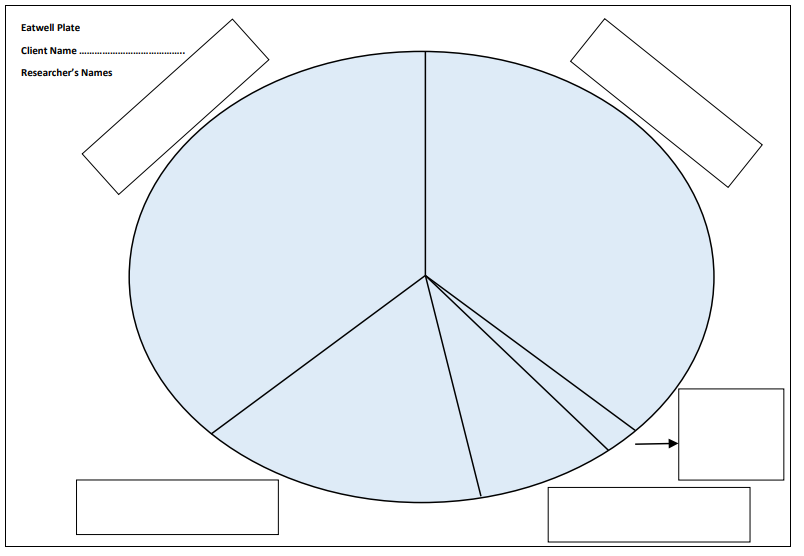 Eatwell Plate
Client Name ......................................
Researcher’s Names